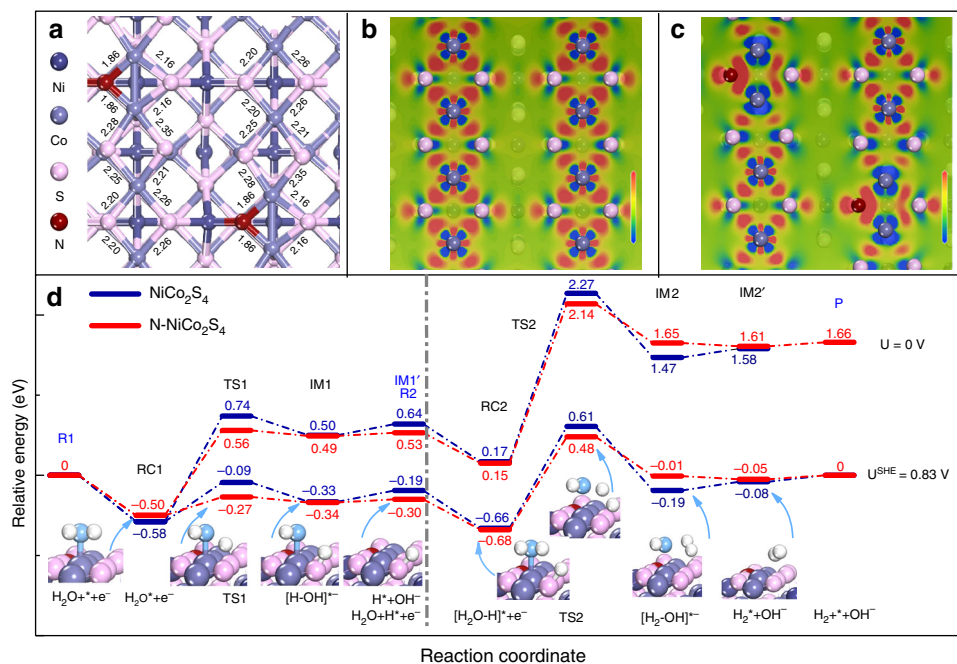 a
b
c
Ni
Co
S
N
1.86
2.16
2.20
2.26
1.86
2.16
2.20
2.26
2.28
2.35
2.25
2.21
2.25
2.21
2.28
2.35
2.20
2.26
1.86
2.16
2.20
2.26
1.86
2.16
d
NiCo₂S₄
N-NiCo₂S₄
Relative energy (eV)
R1
RC1
TS1
IM1
IM1′
R2
RC2
TS2
IM2
IM2′
P
0
−0.50
−0.58
0.74
0.56
0.50
0.49
0.64
0.53
0.17
0.15
2.27
2.14
1.65
1.47
1.61
1.58
1.66
U = 0 V
−0.09
−0.27
−0.33
−0.34
−0.19
−0.30
−0.66
−0.68
0.61
0.48
−0.01
−0.19
−0.05
−0.08
0
Uˢᴴᴱ = 0.83 V
H₂O+*+e⁻
H₂O*+e⁻
TS1
[H-OH]*⁻
H*+OH⁻
H₂O+H*+e⁻
[H₂O-H]*+e⁻
TS2
[H₂-OH]*⁻
H₂*+OH⁻
H₂+*+OH⁻
Reaction coordinate